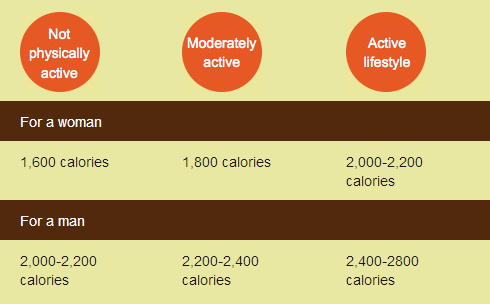 Not
physically
active
Moderately
active
Active
lifestyle
For a woman
1,600 calories
1,800 calories
2,000-2,200
calories
For a man
2,000-2,200
calories
2,200-2,400
calories
2,400-2800
calories